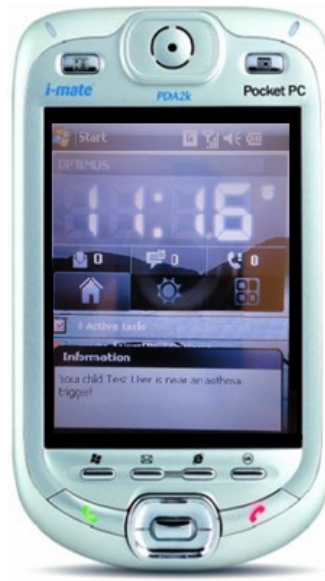 i-mate
PDA2k
Pocket PC
Start
OPTIMUS
11:16
0 0 0
1 Active task
Information
Your child Test User is near an asthma
trigger!